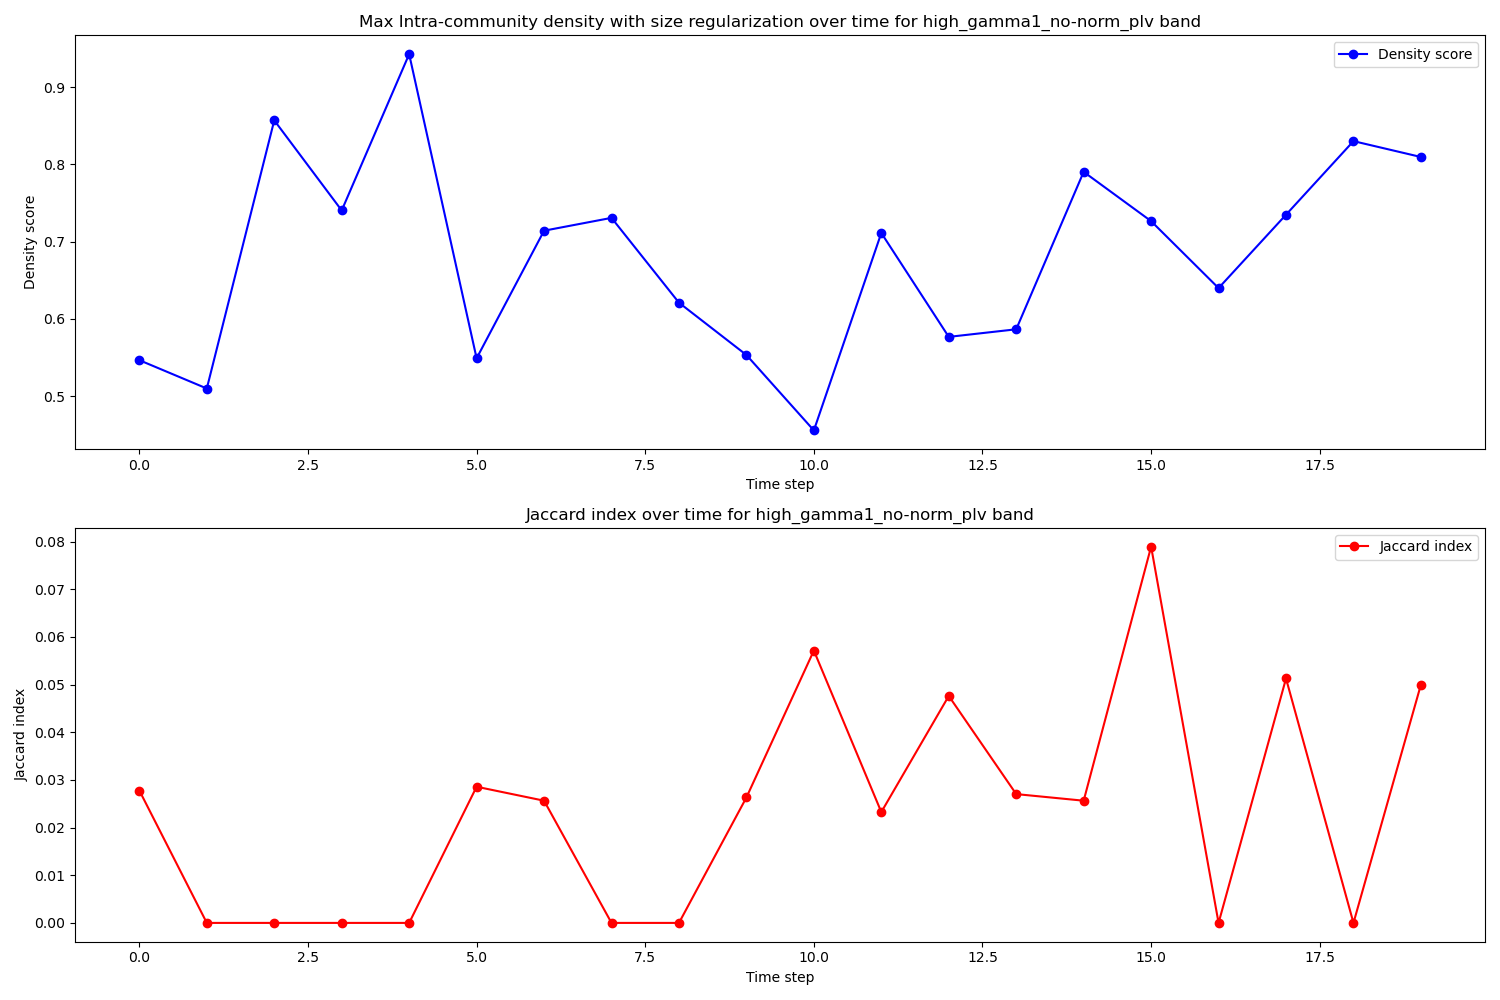 Max Intra-community density with size regularization over time for high_gamma1_no-norm_plv band
Density score
0.9
0.8
0.7
0.6
0.5
Density score
0.0 2.5 5.0 7.5 10.0 12.5 15.0 17.5
Time step
Jaccard index over time for high_gamma1_no-norm_plv band
Jaccard index
0.08
0.07
0.06
0.05
0.04
0.03
0.02
0.01
0.00
Jaccard index
0.0 2.5 5.0 7.5 10.0 12.5 15.0 17.5
Time step